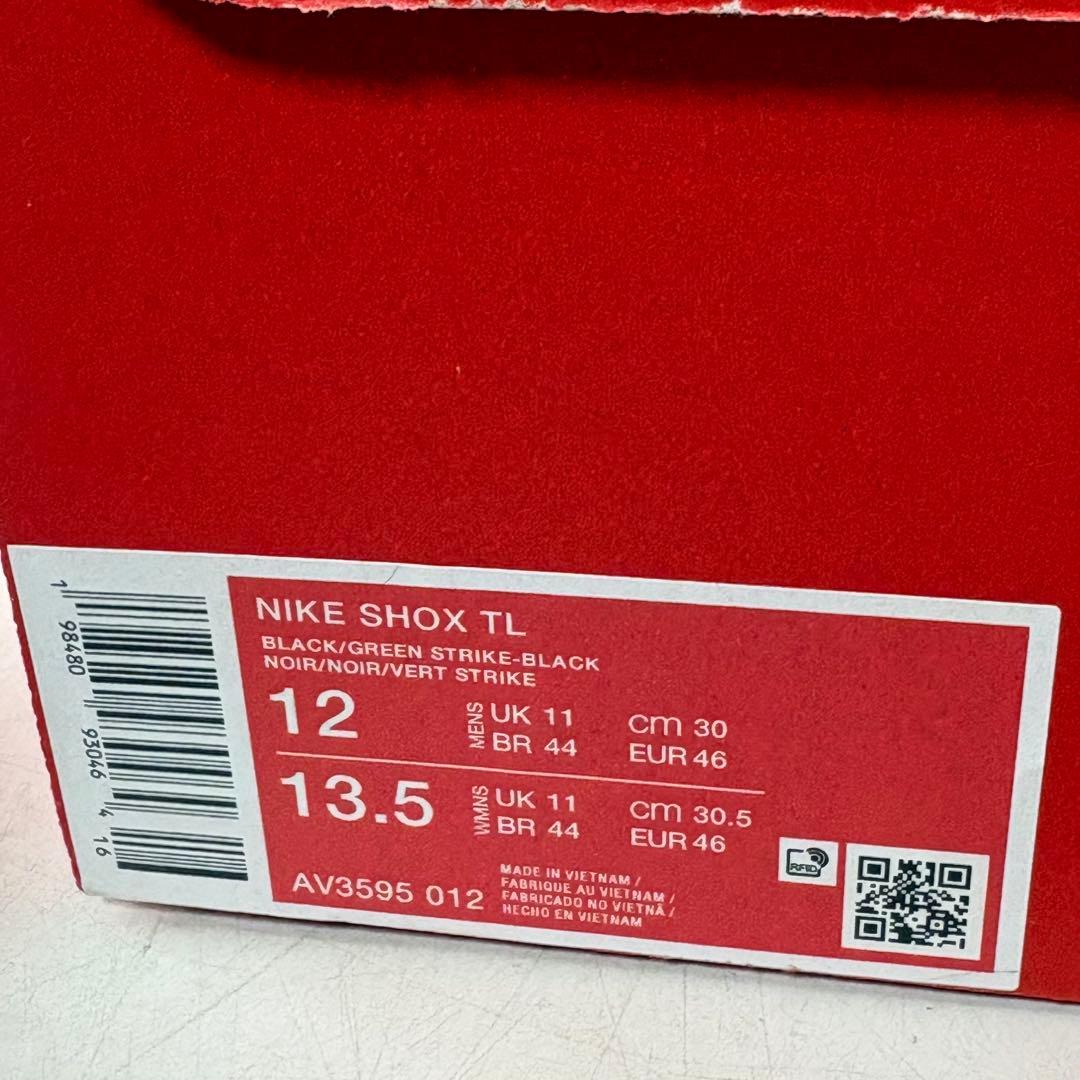 NIKE SHOX TL
BLACK/GREEN STRIKE-BLACK
NOIR/NOIR/VERT STRIKE
12
MENS
UK 11
cm 30
BR 44
EUR 46
13.5
WMNS
UK 11
cm 30.5
BR 44
EUR 46
AV3595 012
MADE IN VIETNAM /
FABRIQUE AU VIETNAM /
FABRICADO NO VIETNÃ /
HECHO EN VIETNAM
RFID
1 98480 93046 4 16